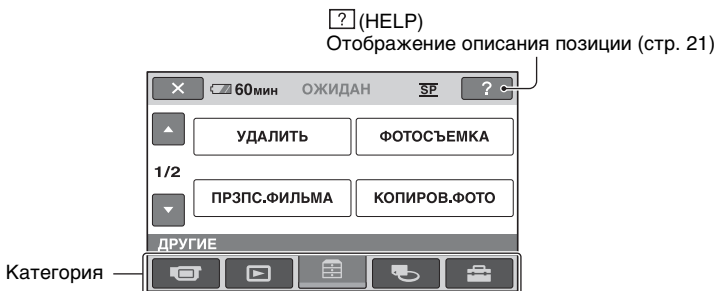 ? (HELP)
Отображение описания позиции (стр. 21)
60мин ОЖИДАН SP ?
УДАЛИТЬ ФОТОСЪЕМКА
1/2
ПРЗПС.ФИЛЬМА КОПИРОВ.ФОТО
ДРУГИЕ
Категория